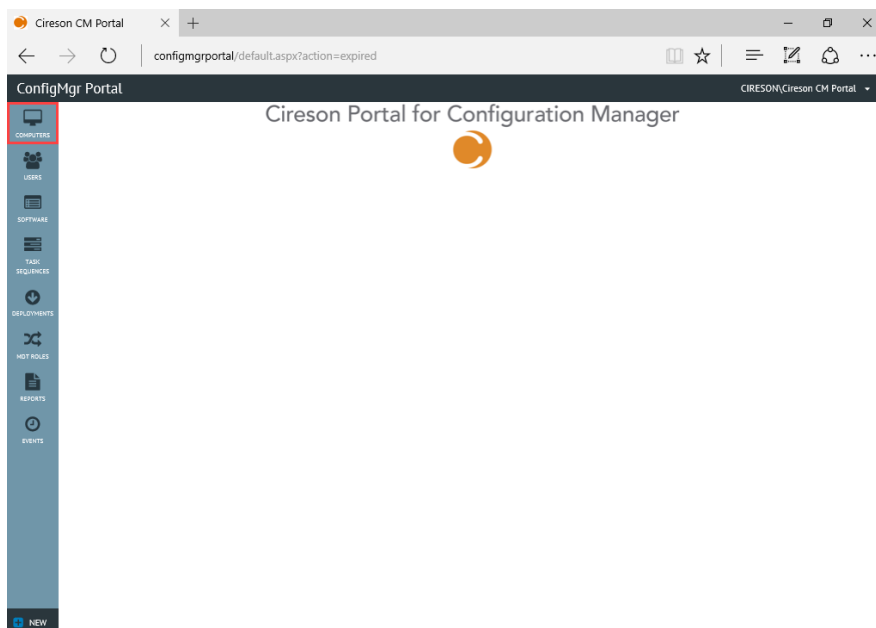 Cireson CM Portal
configmgrportal/default.aspx?action=expired
ConfigMgr Portal
CIRESON\Cireson CM Portal
Cireson Portal for Configuration Manager
COMPUTERS
USERS
SOFTWARE
TASK
SEQUENCES
DEPLOYMENTS
MDT ROLES
REPORTS
EVENTS
NEW